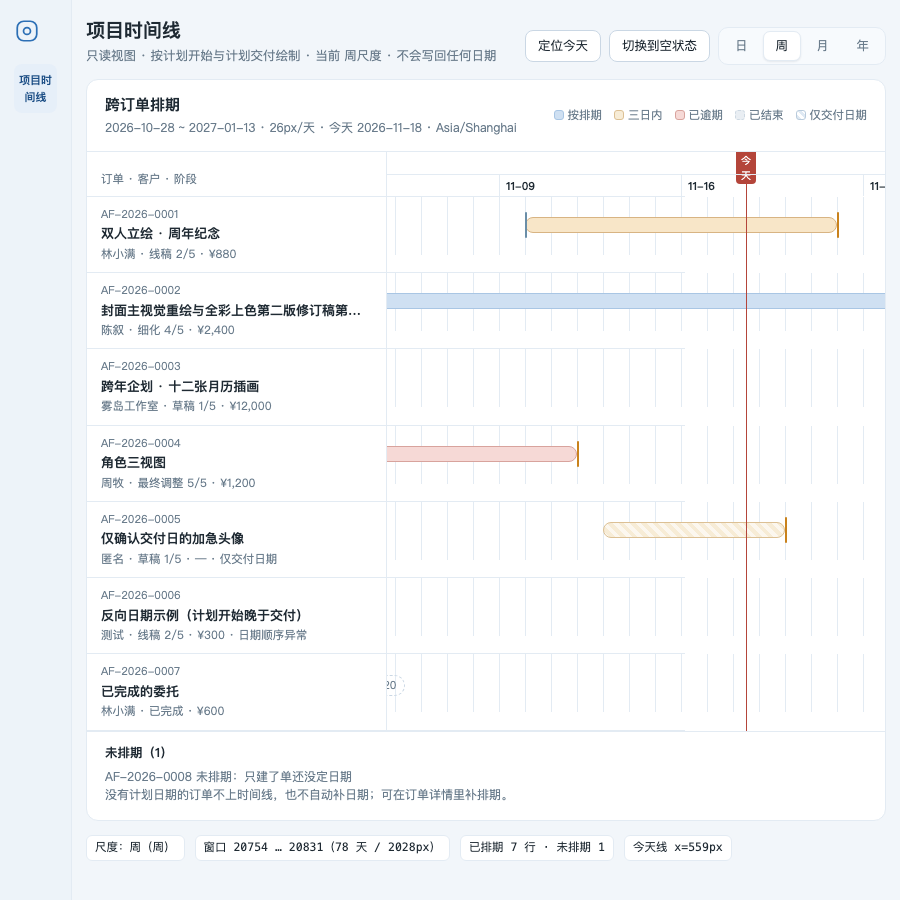 项目时间线
只读视图 · 按计划开始与计划交付绘制 · 当前 周尺度 · 不会写回任何日期
定位今天
切换到空状态
日 周 月 年
项目时
间线
跨订单排期
2026-10-28 ~ 2027-01-13 · 26px/天 · 今天 2026-11-18 · Asia/Shanghai
按排期 三日内 已逾期 已结束 仅交付日期
今
天
订单 · 客户 · 阶段
11-09 11-16 11-
AF-2026-0001
双人立绘 · 周年纪念
林小满 · 线稿 2/5 · ¥880
AF-2026-0002
封面主视觉重绘与全彩上色第二版修订稿第…
陈叙 · 细化 4/5 · ¥2,400
AF-2026-0003
跨年企划 · 十二张月历插画
雾岛工作室 · 草稿 1/5 · ¥12,000
AF-2026-0004
角色三视图
周牧 · 最终调整 5/5 · ¥1,200
AF-2026-0005
仅确认交付日的加急头像
匿名 · 草稿 1/5 · — · 仅交付日期
AF-2026-0006
反向日期示例（计划开始晚于交付）
测试 · 线稿 2/5 · ¥300 · 日期顺序异常
AF-2026-0007
已完成的委托
林小满 · 已完成 · ¥600
20
未排期（1）
AF-2026-0008 未排期：只建了单还没定日期
没有计划日期的订单不上时间线，也不自动补日期；可在订单详情里补排期。
尺度：周（周）
窗口 20754 … 20831（78 天 / 2028px）
已排期 7 行 · 未排期 1
今天线 x=559px